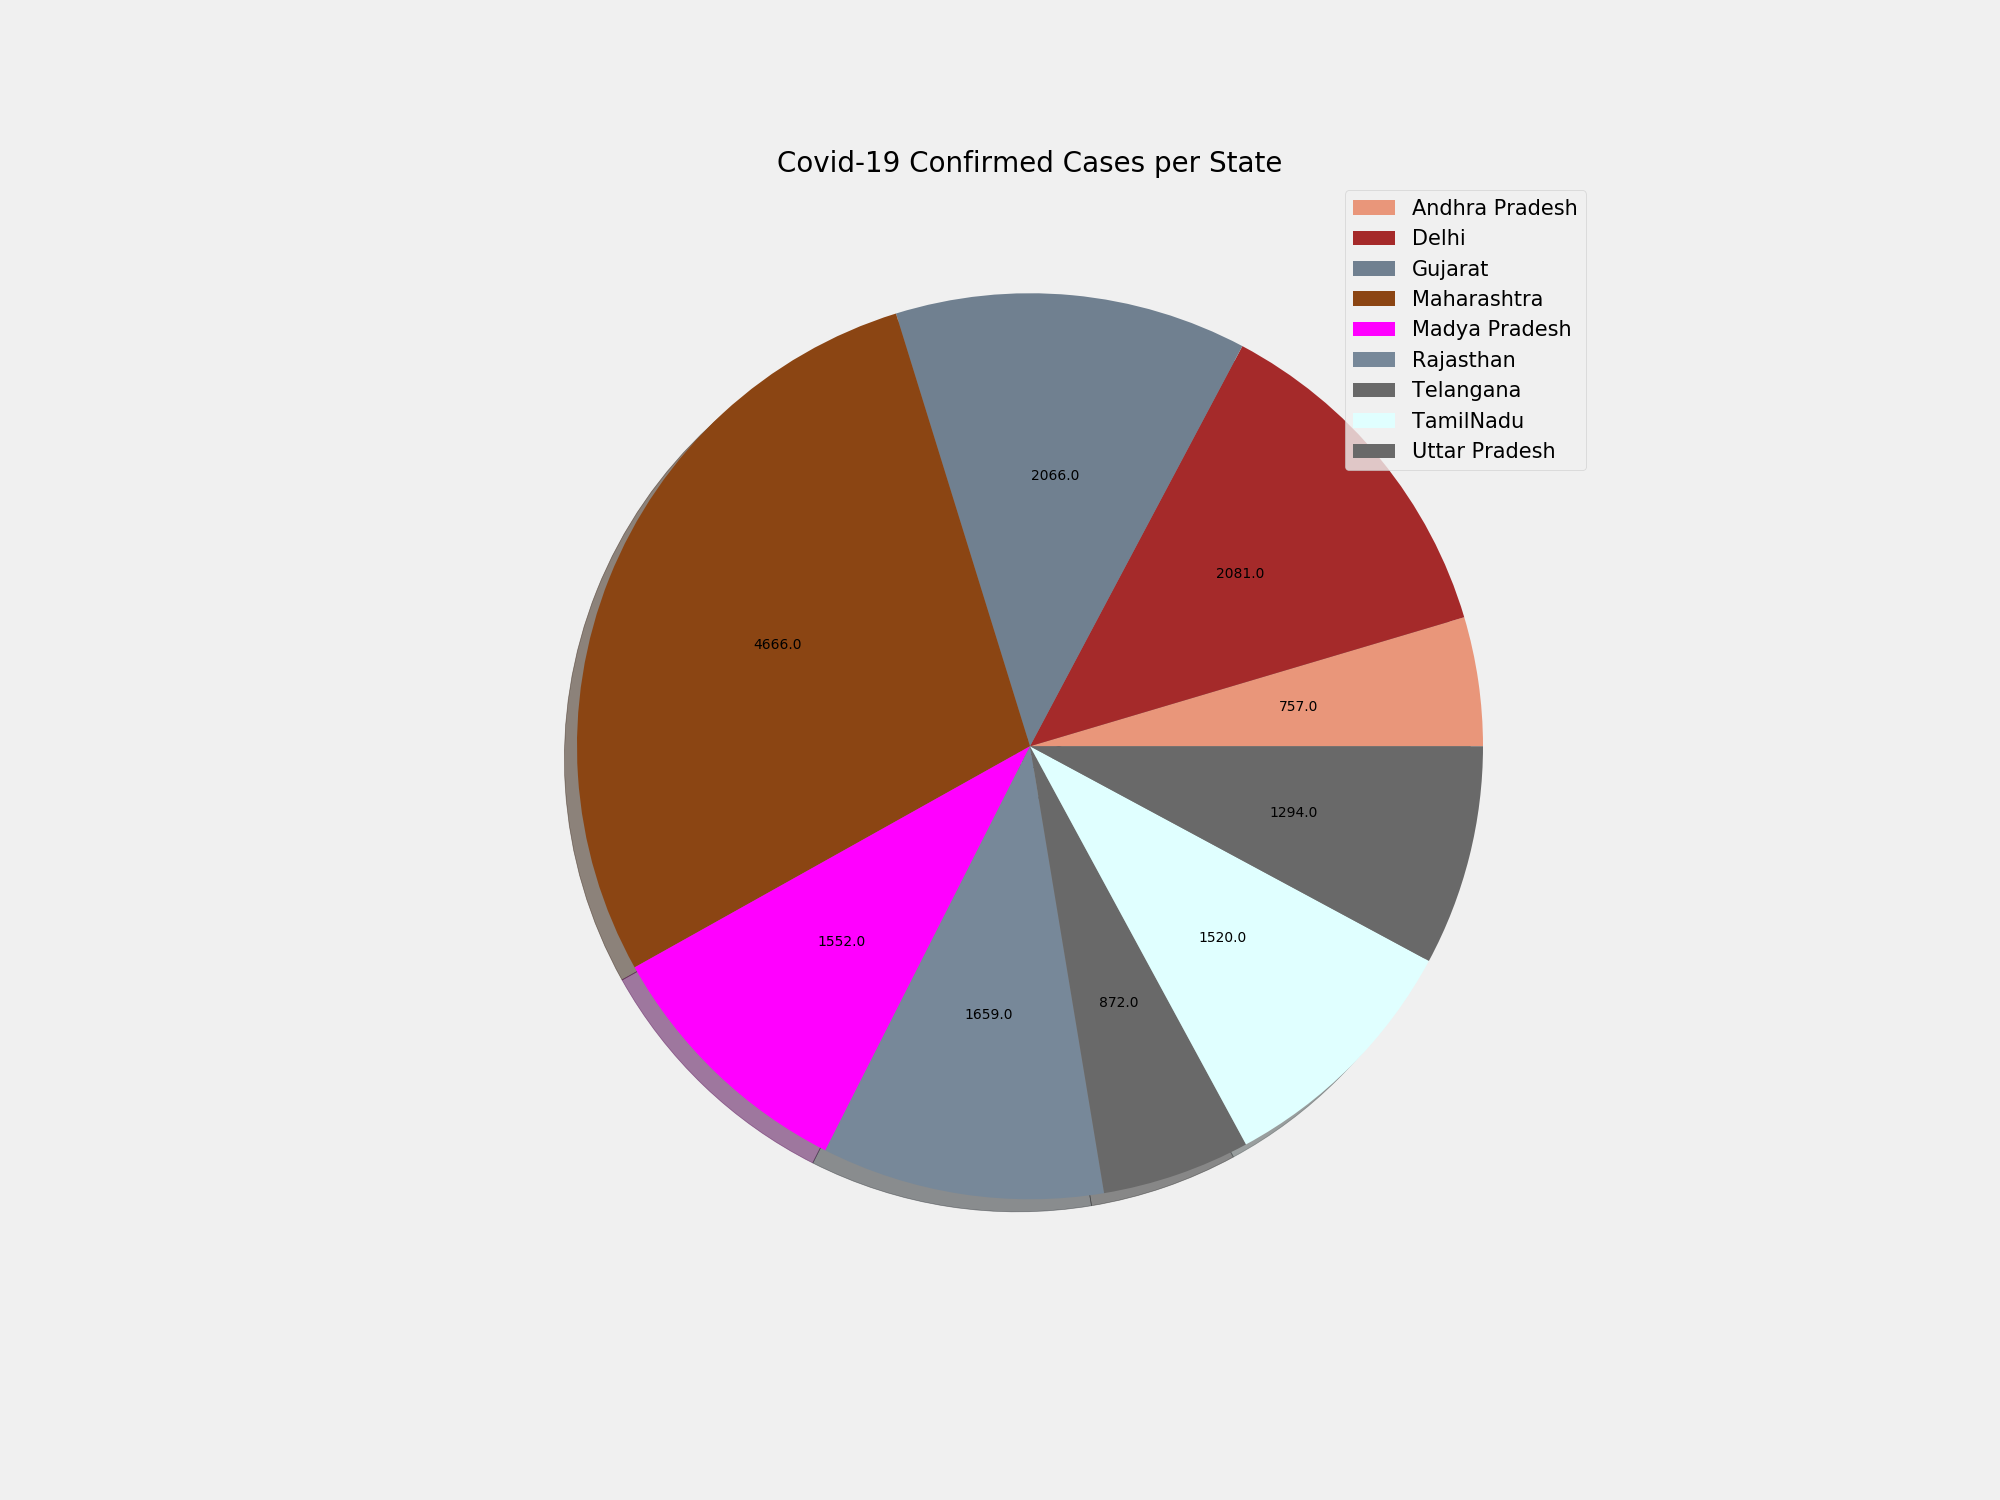 Covid-19 Confirmed Cases per State
Andhra Pradesh
Delhi
Gujarat
Maharashtra
Madya Pradesh
Rajasthan
Telangana
TamilNadu
Uttar Pradesh
2066.0
2081.0
4666.0
757.0
1294.0
1552.0
1520.0
1659.0
872.0